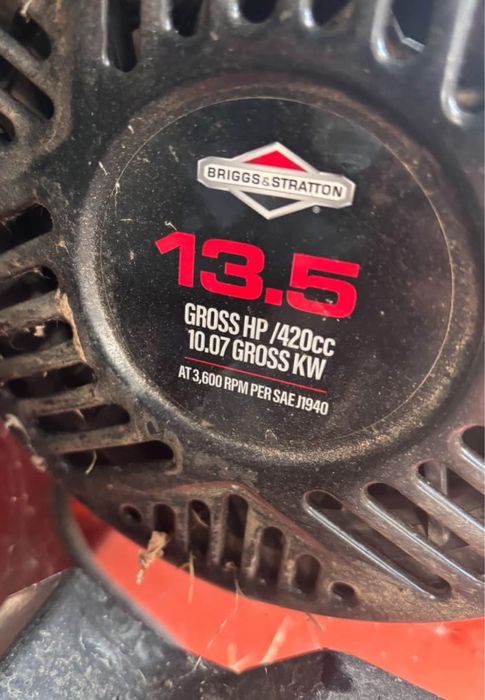 BRIGGS&STRATTON
13.5
GROSS HP /420cc
10.07 GROSS KW
AT 3,600 RPM PER SAE J1940